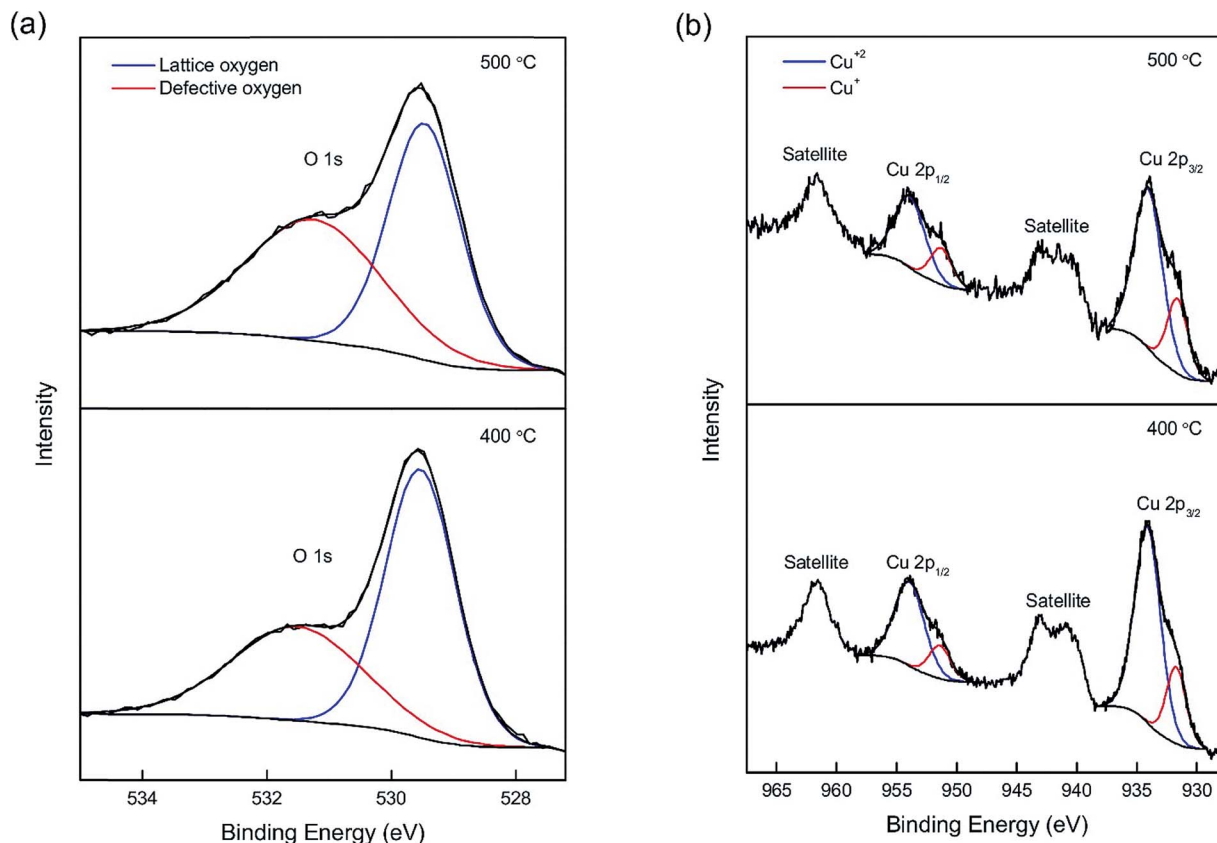 (a)
Lattice oxygen
Defective oxygen
500 °C
O 1s
400 °C
O 1s
Intensity
534 532 530 528
Binding Energy (eV)
(b)
Cu+2
Cu+
500 °C
Satellite
Cu 2p1/2
Satellite
Cu 2p3/2
400 °C
Satellite
Cu 2p1/2
Satellite
Cu 2p3/2
Intensity
965 960 955 950 945 940 935 930
Binding Energy (eV)